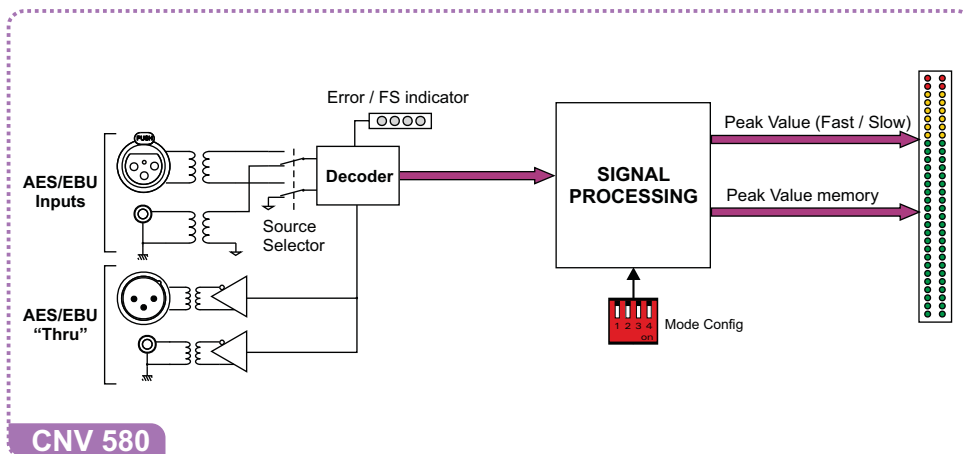 Error / FS indicator
PUSH
AES/EBU
Inputs
Decoder
Source
Selector
SIGNAL
PROCESSING
Peak Value (Fast / Slow)
Peak Value memory
AES/EBU
“Thru”
1 2 3 4
on
Mode Config
CNV 580